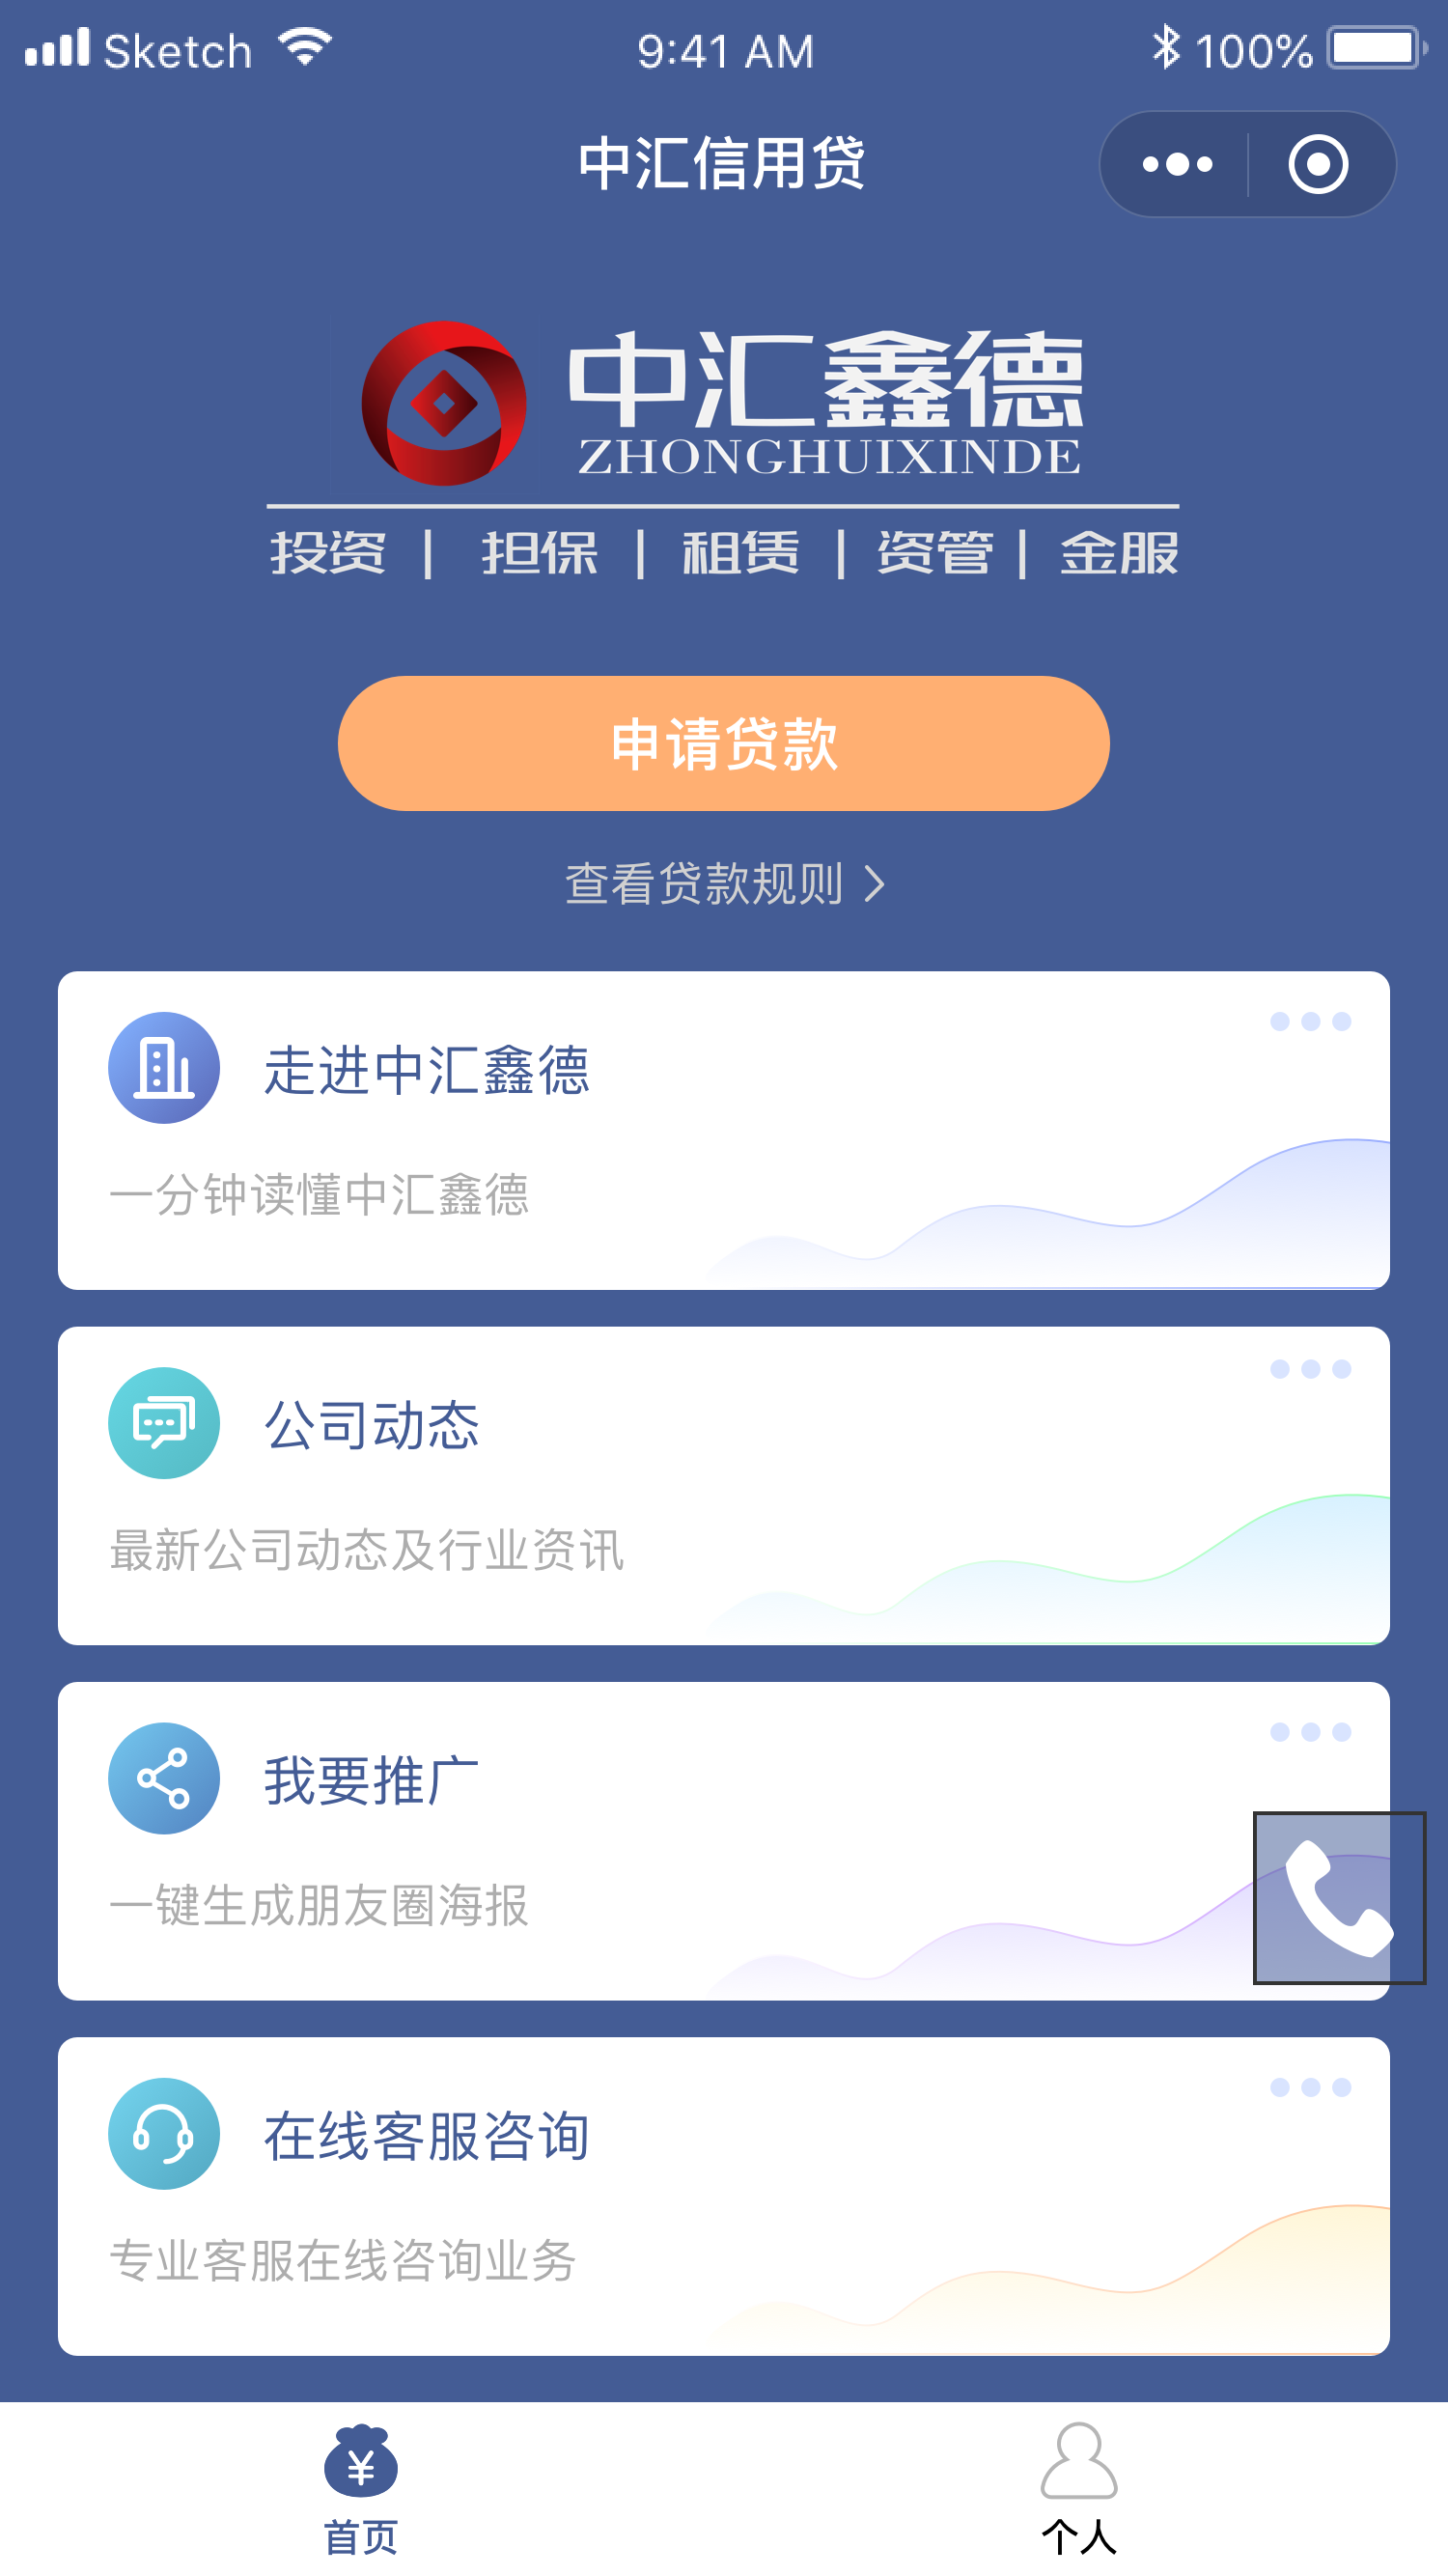 Sketch 9:41 AM 100%
中汇信用贷
中汇鑫德
ZHONGHUIXINDE
投资 | 担保 | 租赁 | 资管 | 金服
申请贷款
查看贷款规则
走进中汇鑫德
一分钟读懂中汇鑫德
公司动态
最新公司动态及行业资讯
我要推广
一键生成朋友圈海报
在线客服咨询
专业客服在线咨询业务
首页 个人